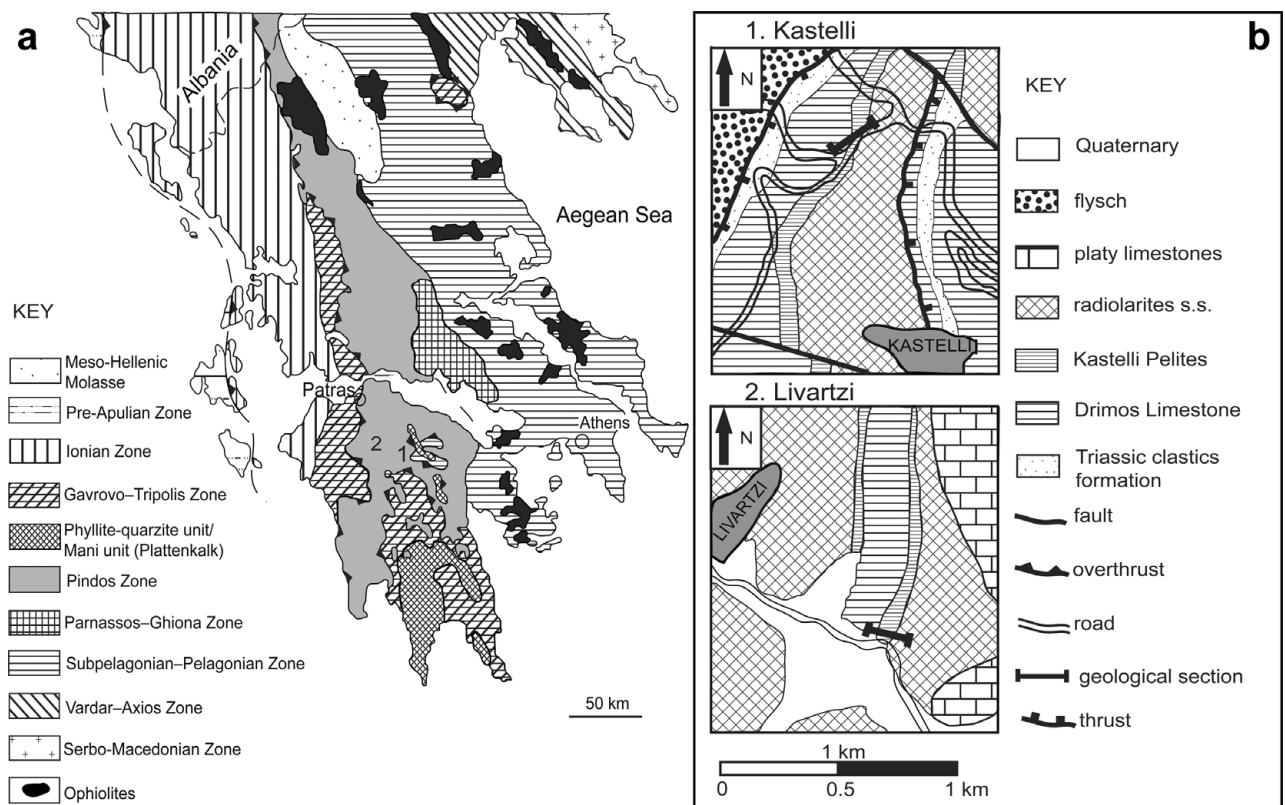 a
Albania
Aegean Sea
Patras
Athens
2
1
50 km
KEY
Meso-Hellenic
Molasse
Pre-Apulian Zone
Ionian Zone
Gavrovo–Tripolis Zone
Phyllite-quarzite unit/
Mani unit (Plattenkalk)
Pindos Zone
Parnassos–Ghiona Zone
Subpelagonian–Pelagonian Zone
Vardar–Axios Zone
Serbo-Macedonian Zone
Ophiolites
b
1. Kastelli
N
KASTELLI
2. Livartzi
N
LIVARTZI
1 km
0 0.5 1 km
KEY
Quaternary
flysch
platy limestones
radiolarites s.s.
Kastelli Pelites
Drimos Limestone
Triassic clastics
formation
fault
overthrust
road
geological section
thrust